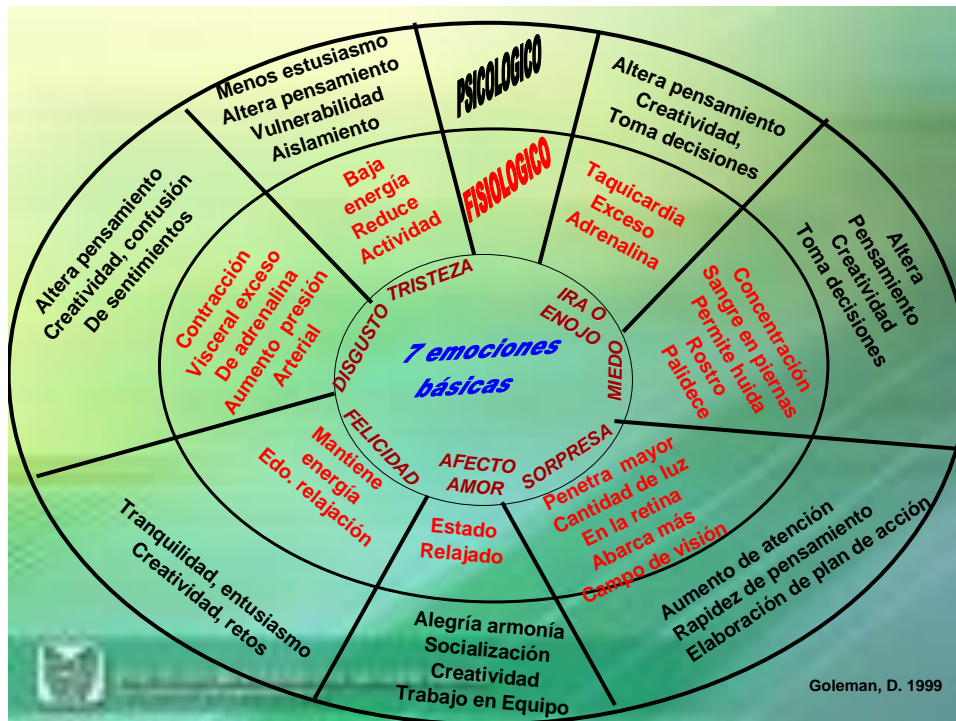 PSICOLOGICO
FISIOLOGICO
7 emociones
básicas
IRA O
ENOJO
Taquicardia
Exceso
Adrenalina
Altera pensamiento
Creatividad,
Toma decisiones
MIEDO
Concentración
Sangre en piernas
Permite huida
Rostro
Palidece
Altera
Pensamiento
Creatividad
Toma decisiones
SORPRESA
Penetra mayor
Cantidad de luz
En la retina
Abarca más
Campo de visión
Aumento de atención
Rapidez de pensamiento
Elaboración de plan de acción
AFECTO
AMOR
Estado
Relajado
Alegría armonía
Socialización
Creatividad
Trabajo en Equipo
FELICIDAD
Mantiene
energía
Edo. relajación
Tranquilidad, entusiasmo
Creatividad, retos
DISGUSTO
Contracción
Visceral exceso
De adrenalina
Aumento presión
Arterial
Altera pensamiento
Creatividad, confusión
De sentimientos
TRISTEZA
Baja
energía
Reduce
Actividad
Menos estusiasmo
Altera pensamiento
Vulnerabilidad
Aislamiento
Goleman, D. 1999